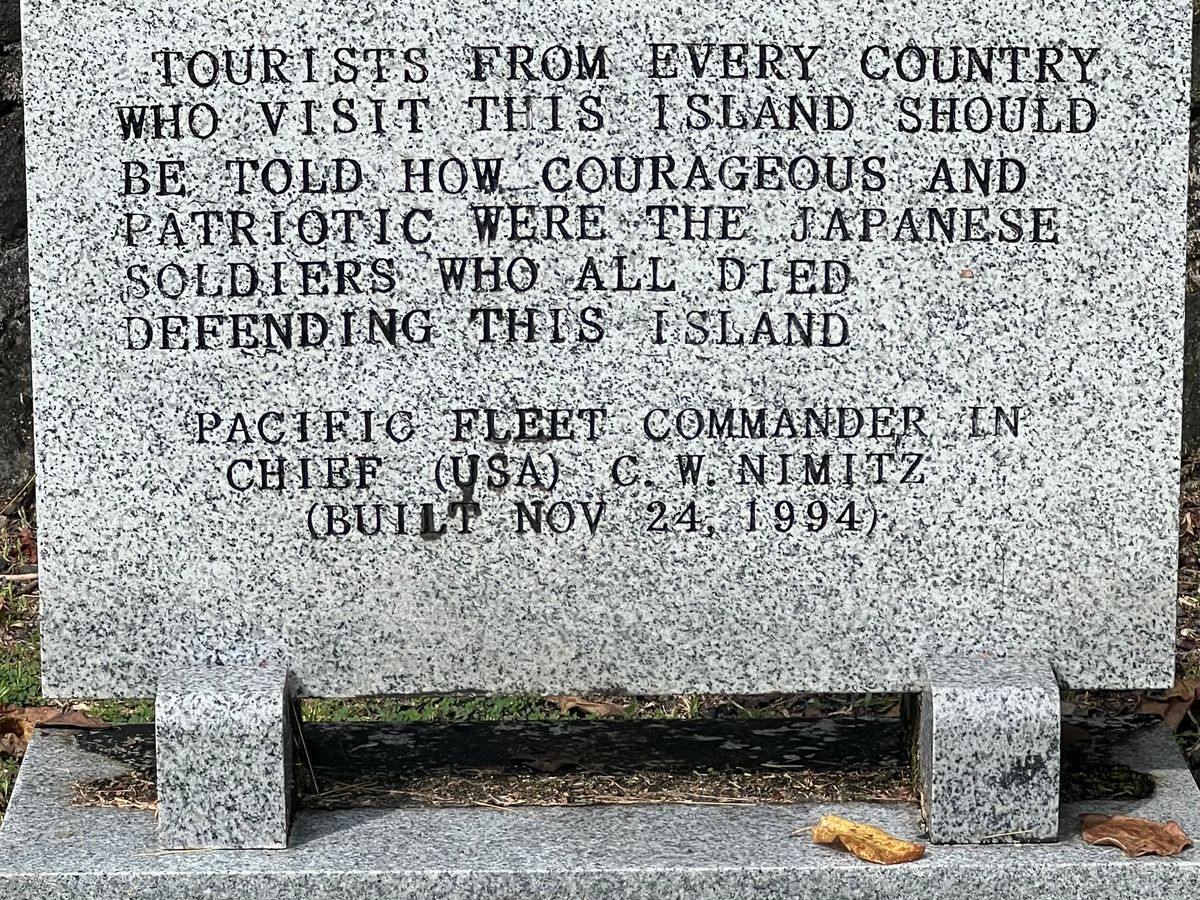 TOURISTS FROM EVERY COUNTRY
WHO VISIT THIS ISLAND SHOULD
BE TOLD HOW COURAGEOUS AND
PATRIOTIC WERE THE JAPANESE
SOLDIERS WHO ALL DIED
DEFENDING THIS ISLAND
PACIFIC FLEET COMMANDER IN
CHIEF (USA) C.W.NIMITZ
(BUILT NOV 24, 1994)